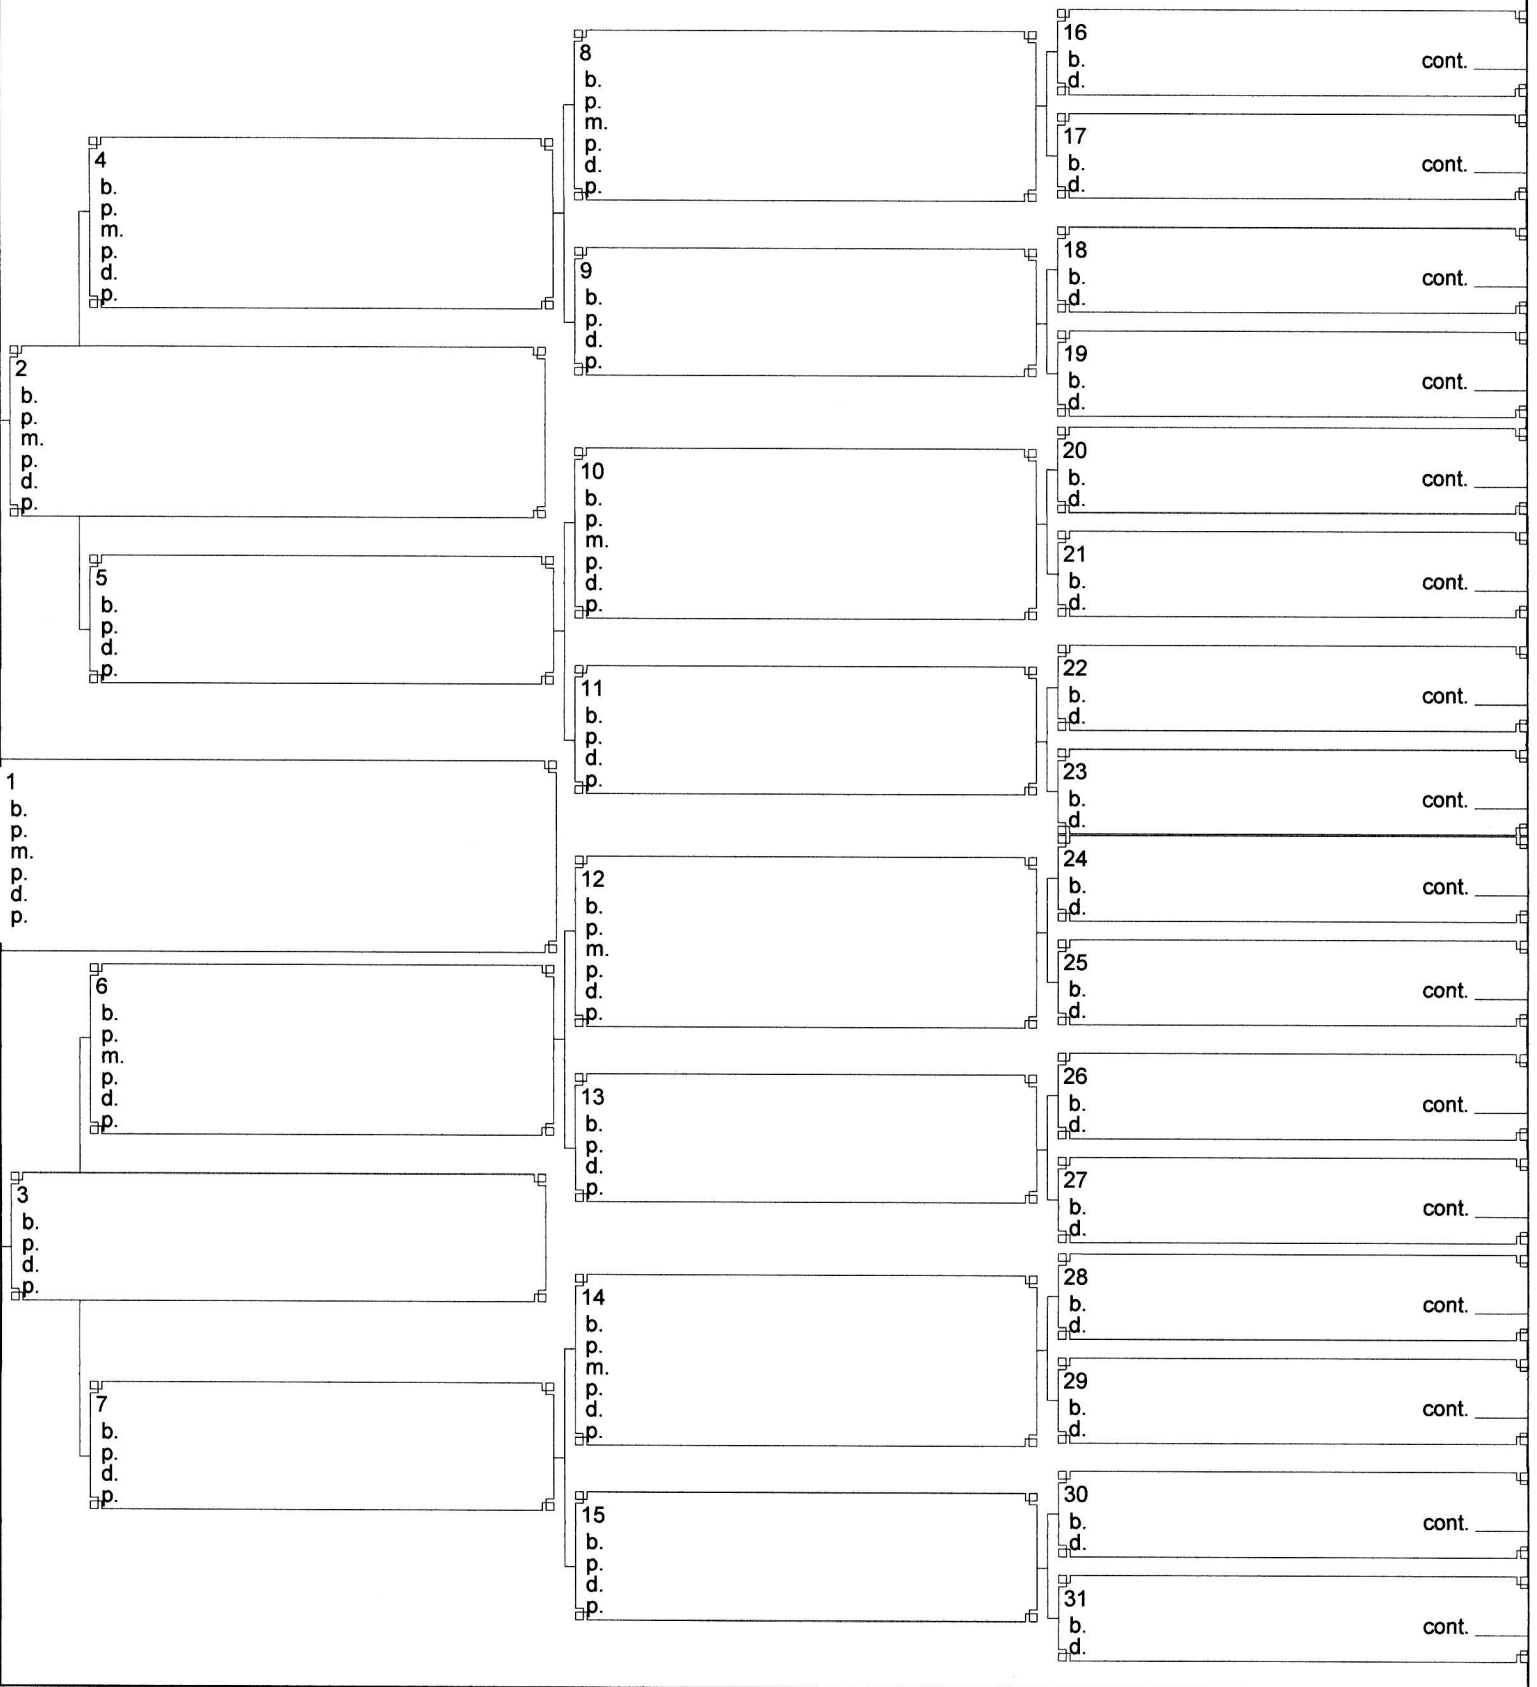 16
b.
cont.
d.
17
b.
cont.
d.
8
b.
p.
m.
p.
d.
p.
4
b.
p.
m.
p.
d.
p.
18
b.
cont.
d.
19
b.
cont.
d.
9
b.
p.
d.
p.
2
b.
p.
m.
p.
d.
p.
20
b.
cont.
d.
21
b.
cont.
d.
10
b.
p.
m.
p.
d.
p.
5
b.
p.
d.
p.
22
b.
cont.
d.
23
b.
cont.
d.
11
b.
p.
d.
p.
1
b.
p.
m.
p.
d.
p.
24
b.
cont.
d.
25
b.
cont.
d.
12
b.
p.
m.
p.
d.
p.
6
b.
p.
m.
p.
d.
p.
26
b.
cont.
d.
27
b.
cont.
d.
13
b.
p.
d.
p.
3
b.
p.
d.
p.
28
b.
cont.
d.
29
b.
cont.
d.
14
b.
p.
m.
p.
d.
p.
7
b.
p.
d.
p.
30
b.
cont.
d.
31
b.
cont.
d.
15
b.
p.
d.
p.